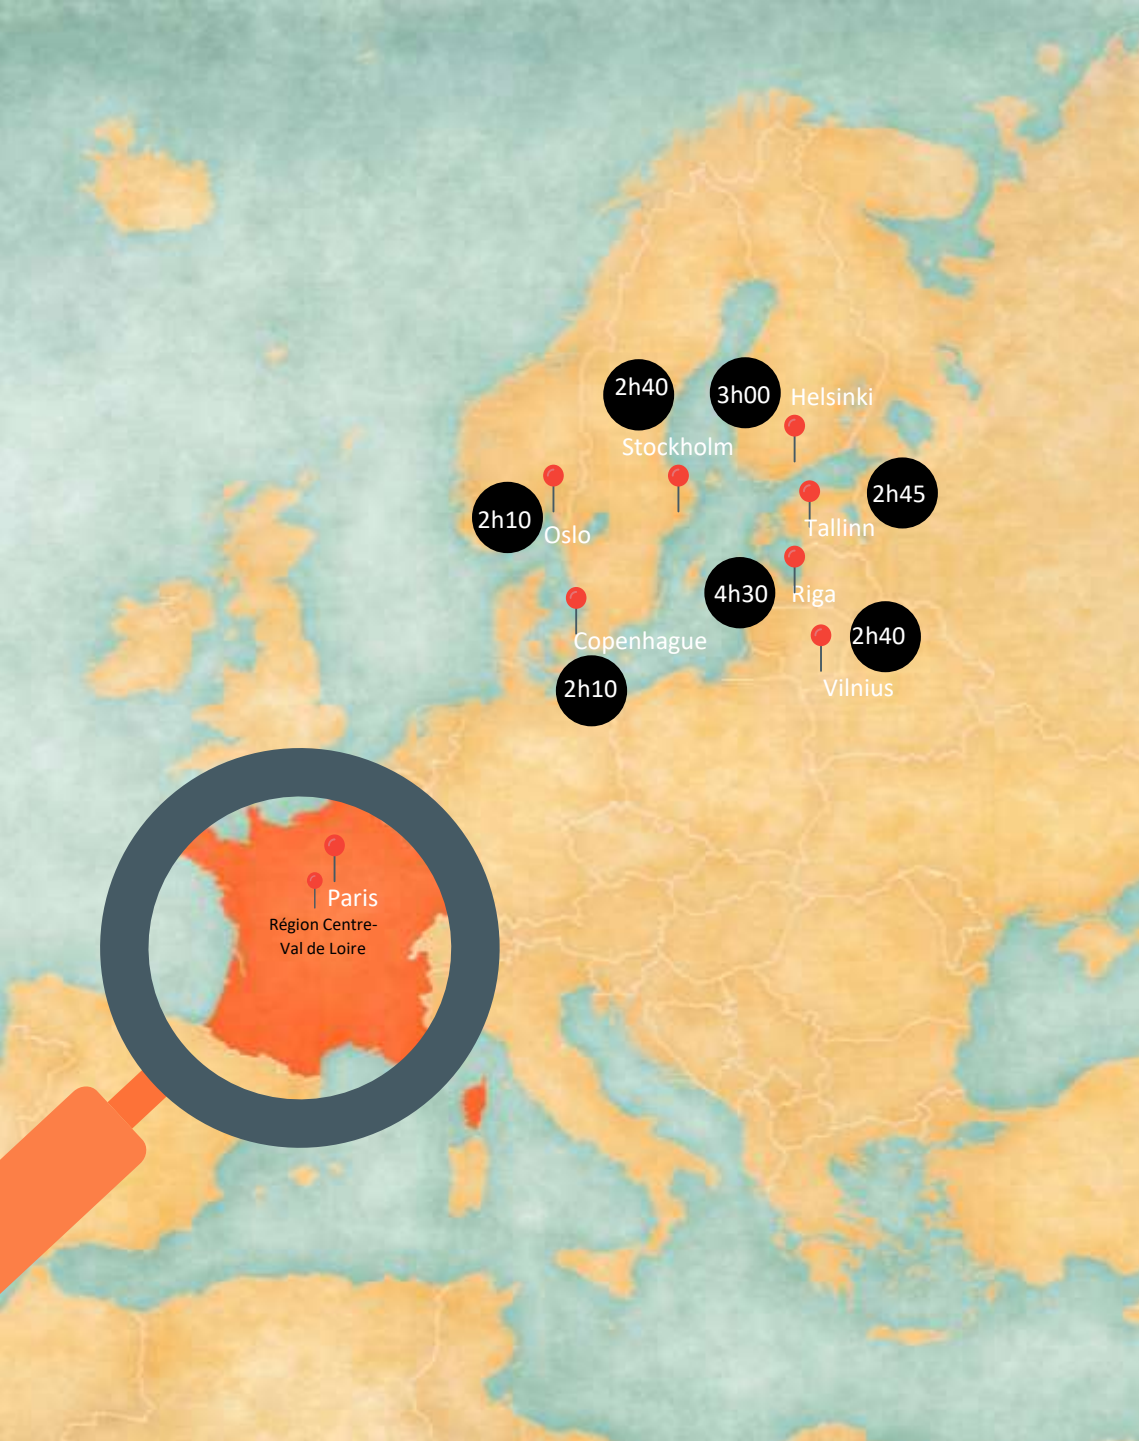 2h40
3h00
Helsinki
Stockholm
2h45
2h10
Oslo
Tallinn
4h30
Riga
Copenhague
2h40
2h10
Vilnius
Paris
Région Centre-
Val de Loire